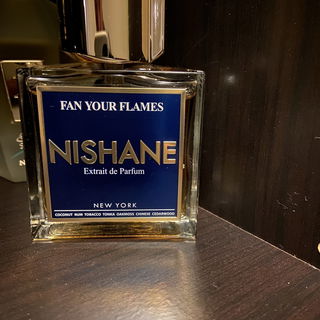 FAN YOUR FLAMES
NISHANE
Extrait de Parfum
NEW YORK
COCONUT RUM TOBACCO TONKA OAKMOSS CHINESE CEDARWOOD